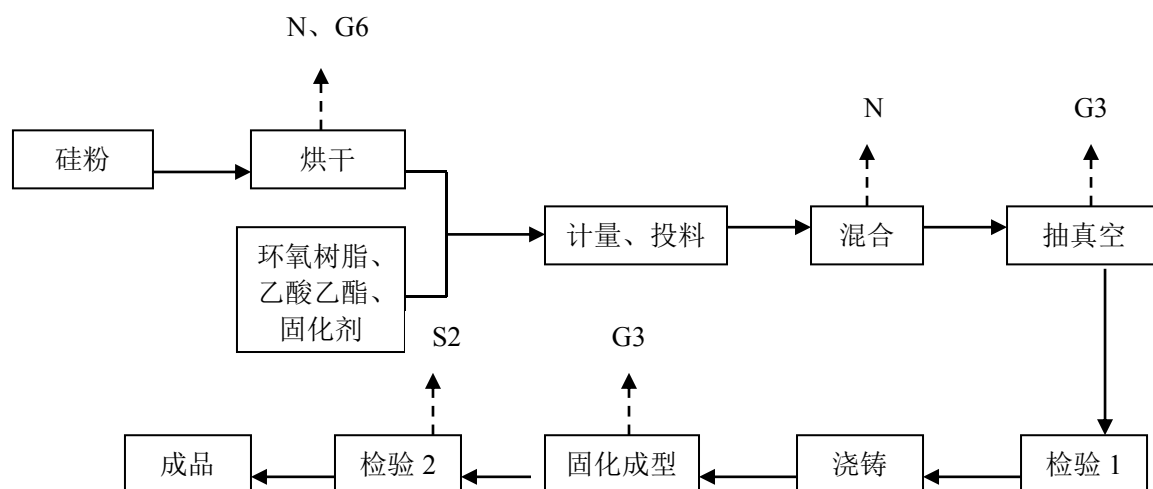 N、G6
N
G3
硅粉
烘干
环氧树脂、
乙酸乙酯、
固化剂
计量、投料
混合
抽真空
S2
G3
成品
检验 2
固化成型
浇铸
检验 1